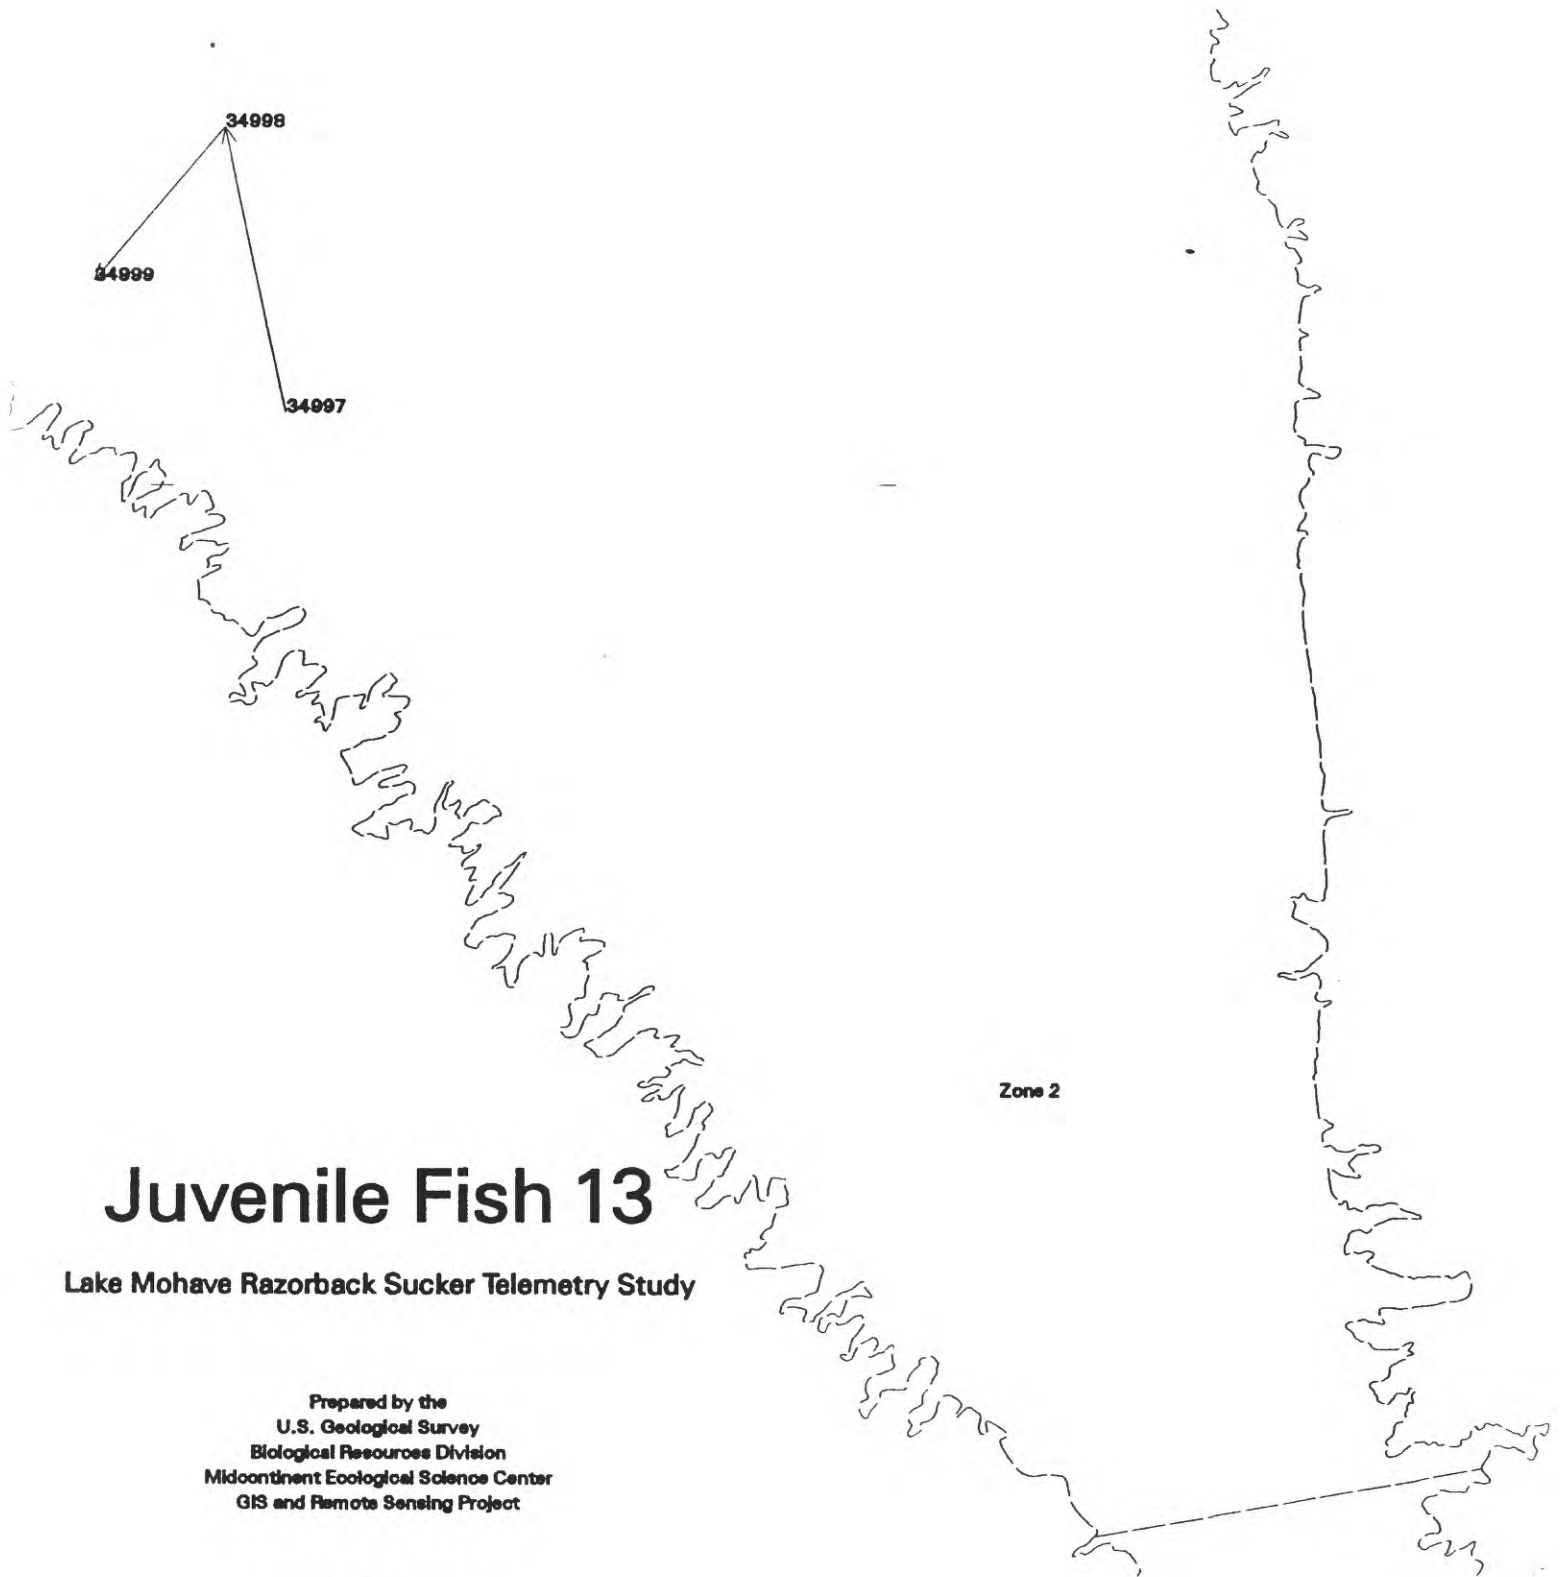 34998
34999
34997
Zone 2
Juvenile Fish 13
Lake Mohave Razorback Sucker Telemetry Study
Prepared by the
U.S. Geological Survey
Biological Resources Division
Midcontinent Ecological Science Center
GIS and Remote Sensing Project